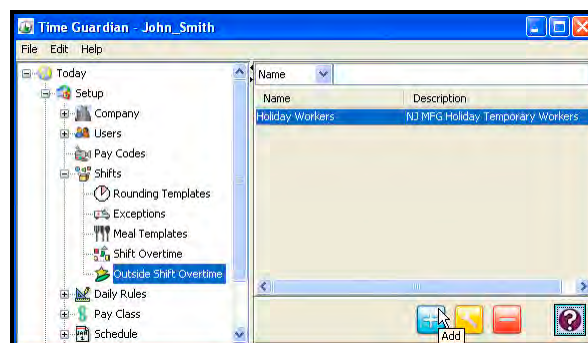 Time Guardian - John_Smith
File Edit Help
Today
Setup
Company
Users
Pay Codes
Shifts
Rounding Templates
Exceptions
Meal Templates
Shift Overtime
Outside Shift Overtime
Daily Rules
Pay Class
Schedule
Name
Name Description
Holiday Workers NJ MFG Holiday Temporary Workers
Add